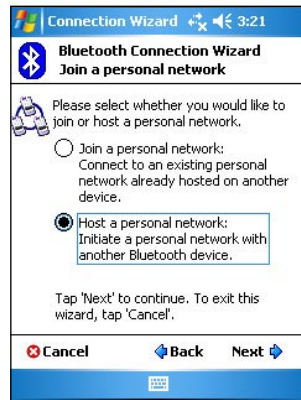 Connection Wizard 3:21
Bluetooth Connection Wizard
Join a personal network
Please select whether you would like to
join or host a personal network.
Join a personal network:
Connect to an existing personal
network already hosted on another
device.
Host a personal network:
Initiate a personal network with
another Bluetooth device.
Tap 'Next' to continue. To exit this
wizard, tap 'Cancel'.
Cancel Back Next